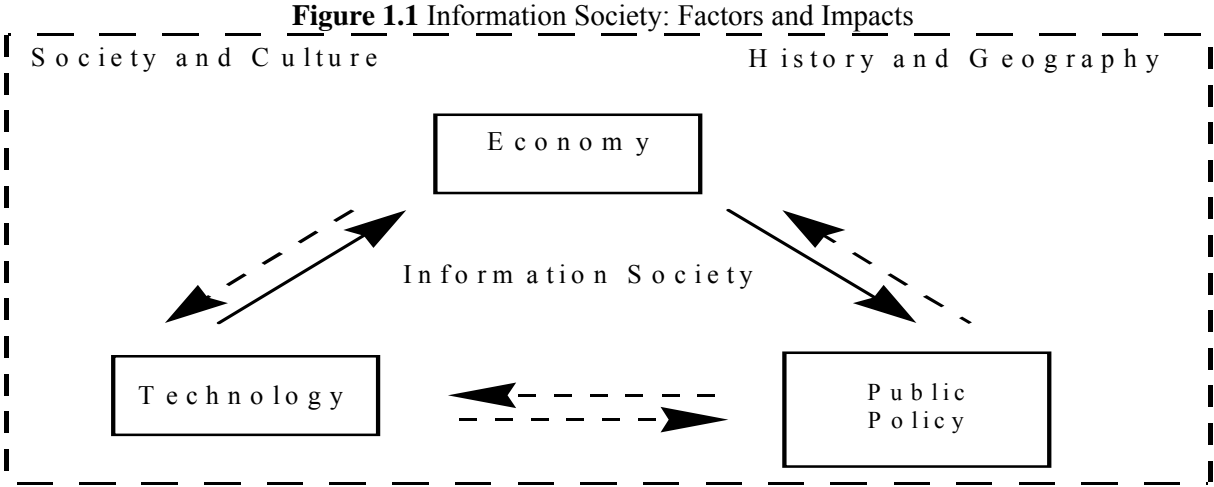 Figure 1.1 Information Society: Factors and Impacts
Society and Culture
History and Geography
Economy
Information Society
Technology
Public
Policy